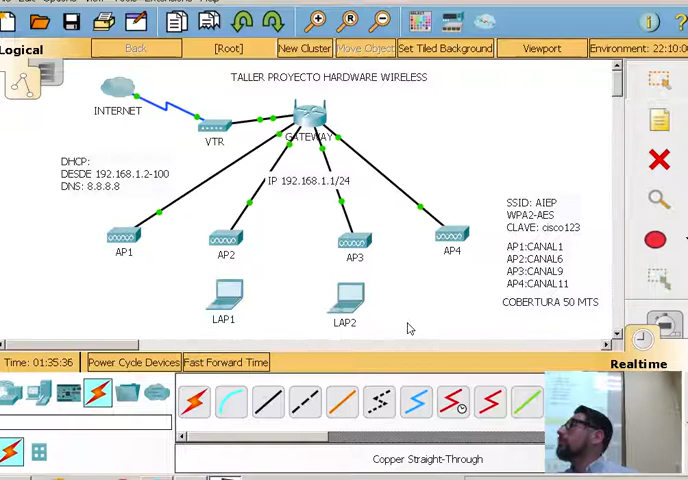 Logical
Back
[Root]
New Cluster
Move Object
Set Tiled Background
Viewport
Environment: 22:10:0
TALLER PROYECTO HARDWARE WIRELESS
INTERNET
VTR
GATEWAY
DHCP:
DESDE 192.168.1.2-100
DNS: 8.8.8.8
IP 192.168.1.1/24
SSID: AIEP
WPA2-AES
CLAVE: cisco123
AP1
AP2
AP3
AP4
AP1:CANAL1
AP2:CANAL6
AP3:CANAL9
AP4:CANAL11
COBERTURA 50 MTS
LAP1
LAP2
Time: 01:35:36
Power Cycle Devices
Fast Forward Time
Realtime
Copper Straight-Through